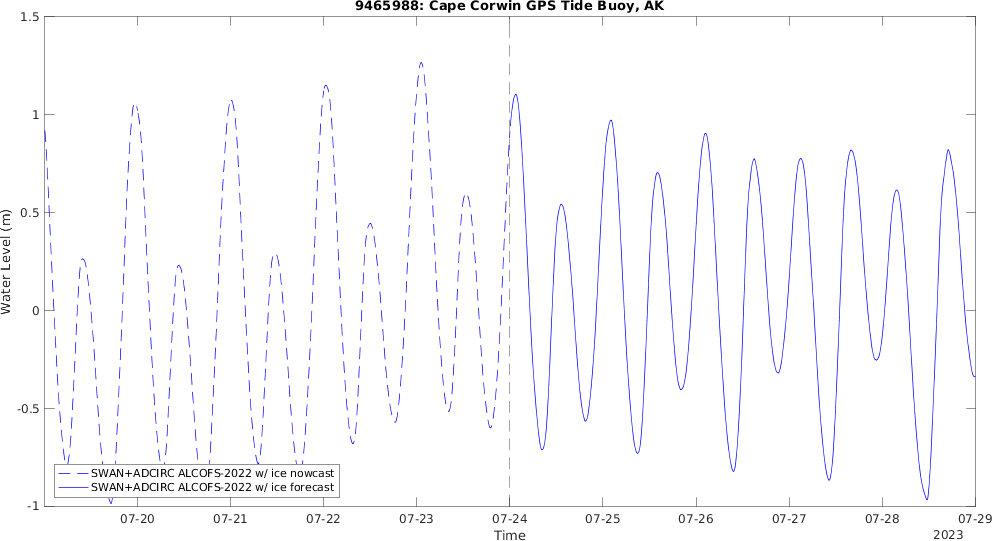 9465988: Cape Corwin GPS Tide Buoy, AK
1.5
1
0.5
0
-0.5
-1
Water Level (m)
SWAN+ADCIRC ALCOFS-2022 w/ ice nowcast
SWAN+ADCIRC ALCOFS-2022 w/ ice forecast
07-20 07-21 07-22 07-23 07-24 07-25 07-26 07-27 07-28 07-29
Time
2023